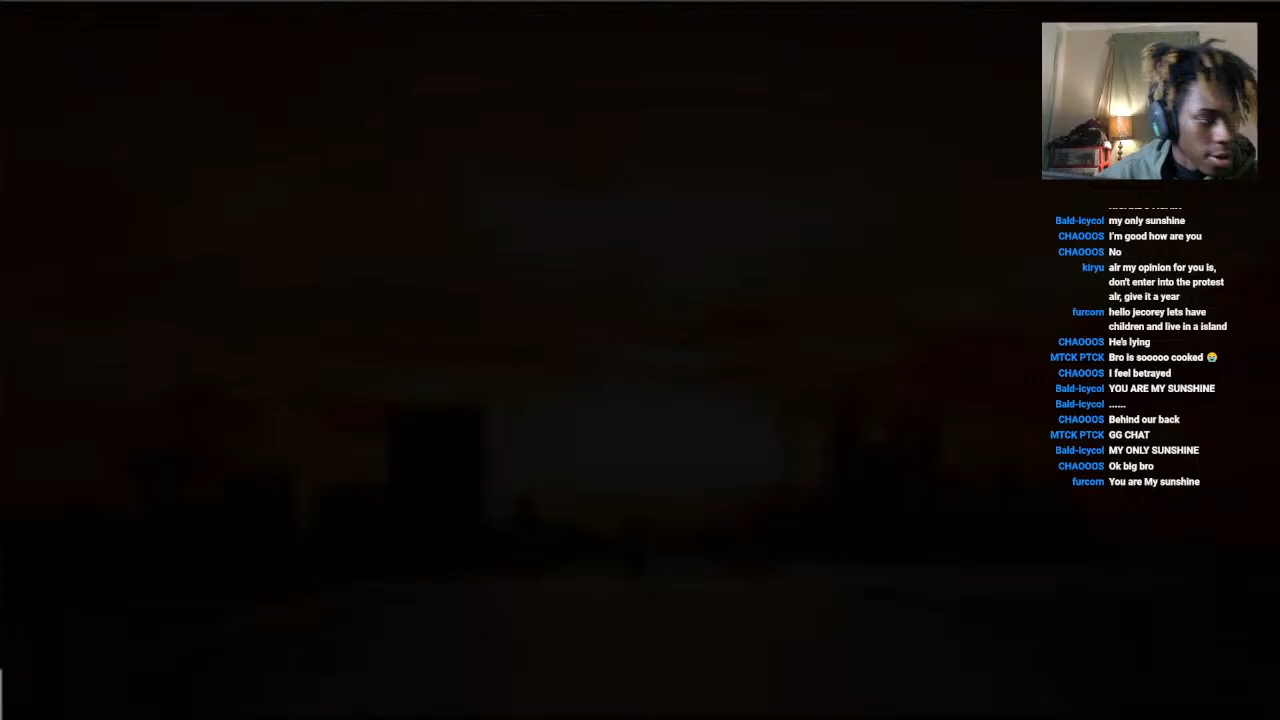 Bald-icycol my only sunshine
CHAOOOS I'm good how are you
CHAOOOS No
kiryu alr my opinion for you is,
don't enter into the protest
alr, give it a year
furcorn hello jecorey lets have
children and live in a island
CHAOOOS He's lying
MTCK PTCK Bro is sooooo cooked 😭
CHAOOOS I feel betrayed
Bald-icycol YOU ARE MY SUNSHINE
Bald-icycol ......
CHAOOOS Behind our back
MTCK PTCK GG CHAT
Bald-icycol MY ONLY SUNSHINE
CHAOOOS Ok big bro
furcorn You are My sunshine